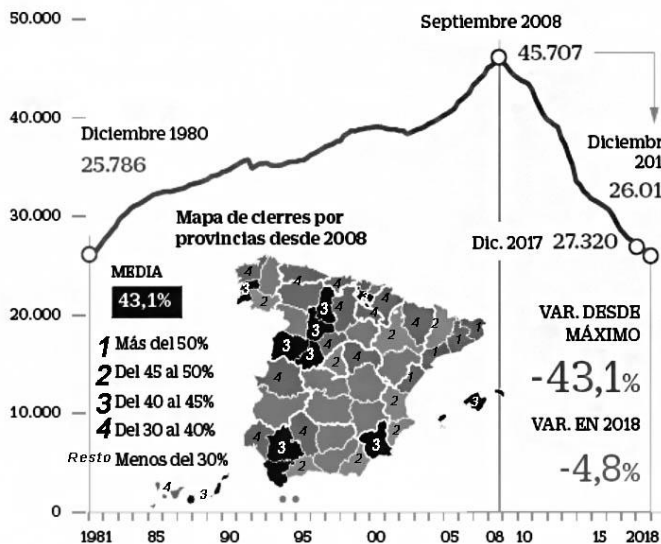 50.000
40.000
30.000
20.000
10.000
0
Septiembre 2008
45.707
Diciembre 1980
25.786
Diciemb
201
26.01
Dic. 2017 27.320
Mapa de cierres por
provincias desde 2008
MEDIA
43,1%
1 Más del 50%
2 Del 45 al 50%
3 Del 40 al 45%
4 Del 30 al 40%
Resto Menos del 30%
VAR. DESDE
MÁXIMO
-43,1%
VAR. EN 2018
-4,8%
1981 85 90 95 00 05 08 10 15 2018